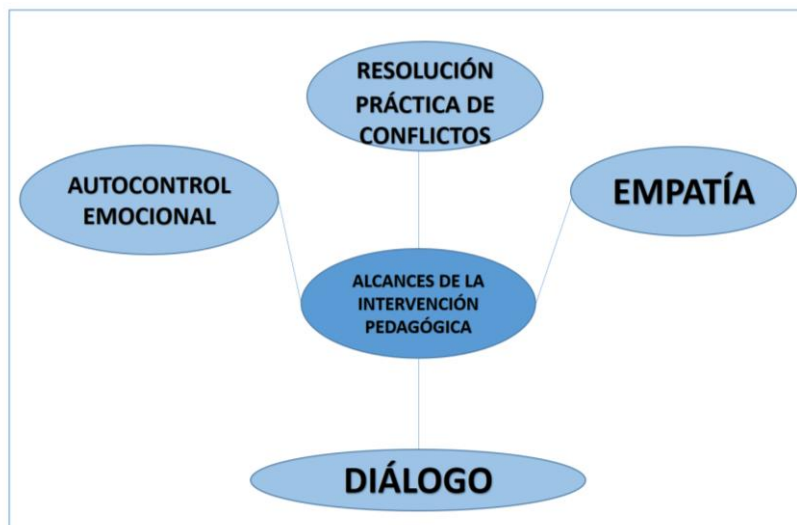 RESOLUCIÓN
PRÁCTICA DE
CONFLICTOS
AUTOCONTROL
EMOCIONAL
EMPATÍA
ALCANCES DE LA
INTERVENCIÓN
PEDAGÓGICA
DIÁLOGO